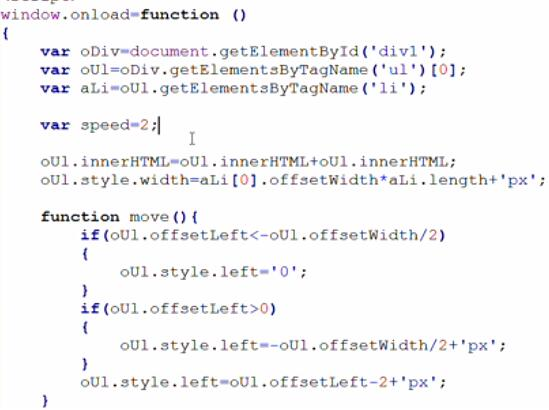 window.onload=function ()
{
    var oDiv=document.getElementById('div1');
    var oUl=oDiv.getElementsByTagName('ul')[0];
    var aLi=oUl.getElementsByTagName('li');

    var speed=2;

    oUl.innerHTML=oUl.innerHTML+oUl.innerHTML;
    oUl.style.width=aLi[0].offsetWidth*aLi.length+'px';

    function move(){
        if(oUl.offsetLeft<-oUl.offsetWidth/2)
        {
            oUl.style.left='0';
        }
        if(oUl.offsetLeft>0)
        {
            oUl.style.left=-oUl.offsetWidth/2+'px';
        }
        oUl.style.left=oUl.offsetLeft-2+'px';
    }